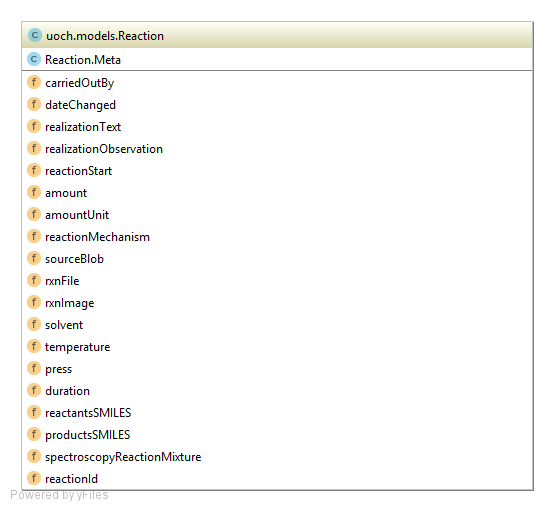 C uoch.models.Reaction
C Reaction.Meta
f carriedOutBy
f dateChanged
f realizationText
f realizationObservation
f reactionStart
f amount
f amountUnit
f reactionMechanism
f sourceBlob
f rxnFile
f rxnImage
f solvent
f temperature
f press
f duration
f reactantsSMILES
f productsSMILES
f spectroscopyReactionMixture
f reactionId
Powered by yFiles